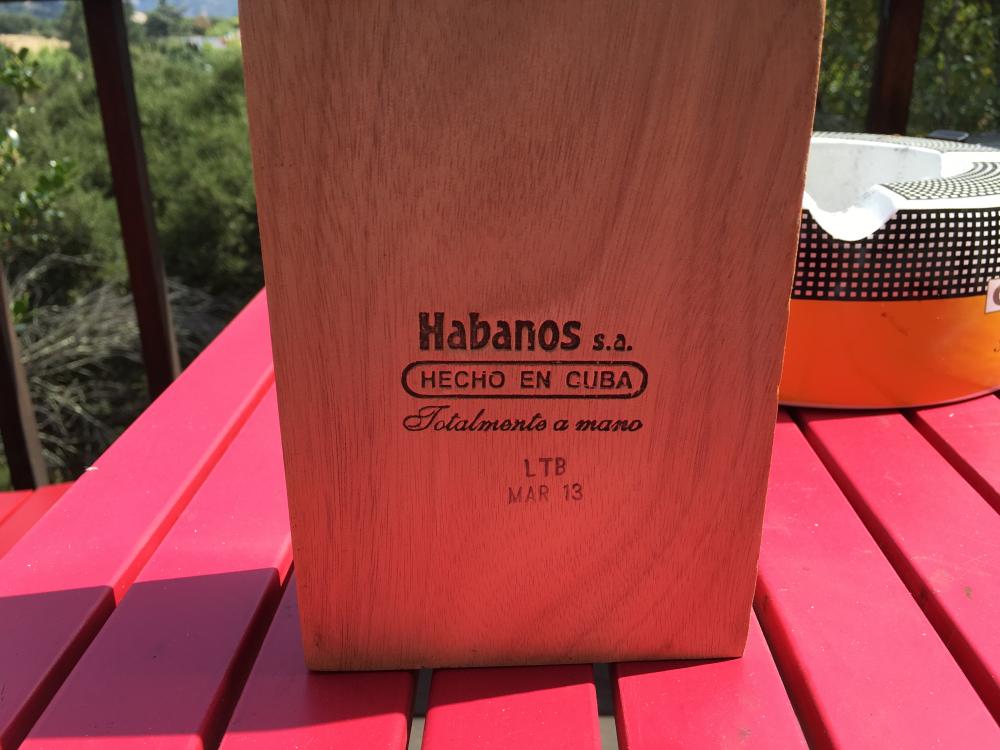 Habanos s.a.
HECHO EN CUBA
Totalmente a mano
LTB
MAR 13